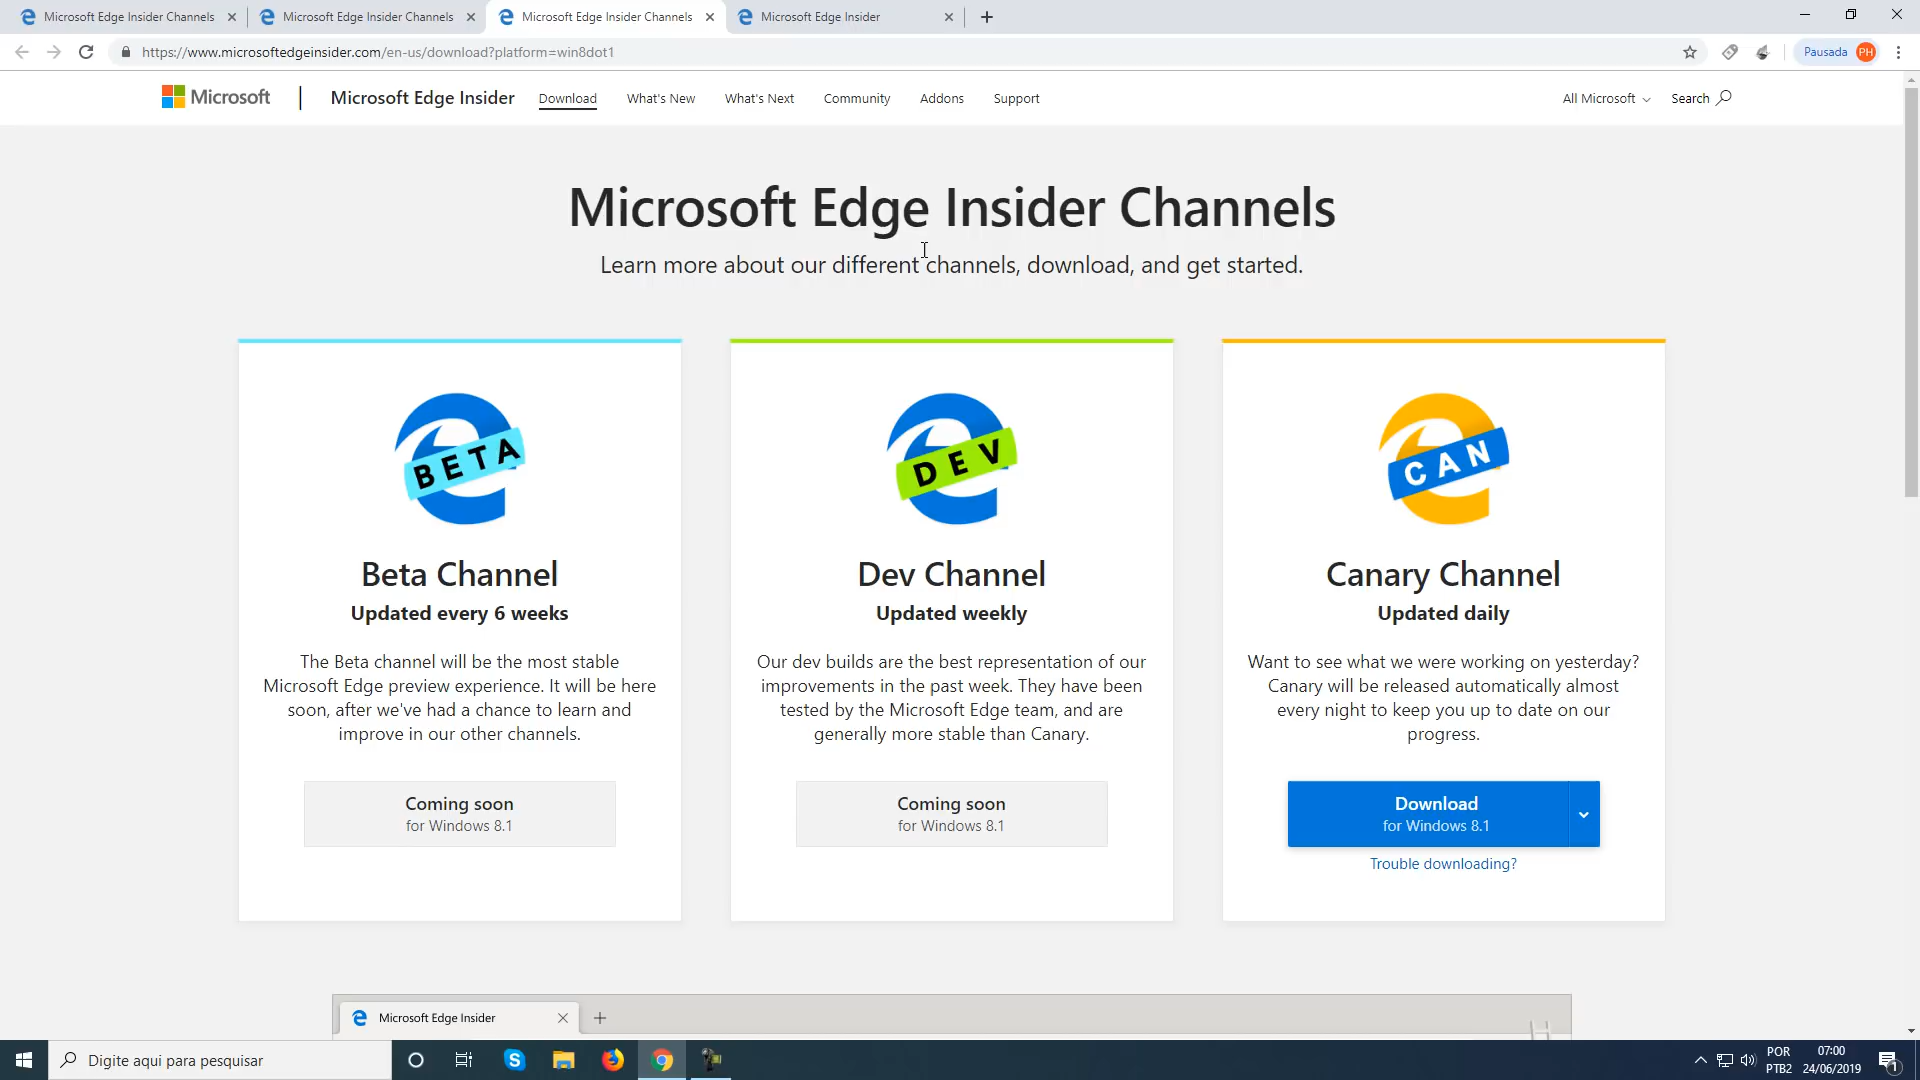 Microsoft Edge Insider Channels
Microsoft Edge Insider Channels
Microsoft Edge Insider Channels
Microsoft Edge Insider
https://www.microsoftedgeinsider.com/en-us/download?platform=win8dot1
Pausada PH
Microsoft
Microsoft Edge Insider
Download
What's New
What's Next
Community
Addons
Support
All Microsoft
Search
Microsoft Edge Insider Channels
Learn more about our different channels, download, and get started.
BETA
Beta Channel
Updated every 6 weeks
The Beta channel will be the most stable
Microsoft Edge preview experience. It will be here
soon, after we've had a chance to learn and
improve in our other channels.
Coming soon
for Windows 8.1
DEV
Dev Channel
Updated weekly
Our dev builds are the best representation of our
improvements in the past week. They have been
tested by the Microsoft Edge team, and are
generally more stable than Canary.
Coming soon
for Windows 8.1
CAN
Canary Channel
Updated daily
Want to see what we were working on yesterday?
Canary will be released automatically almost
every night to keep you up to date on our
progress.
Download
for Windows 8.1
Trouble downloading?
Microsoft Edge Insider
Digite aqui para pesquisar
POR
PTB2
07:00
24/06/2019
1